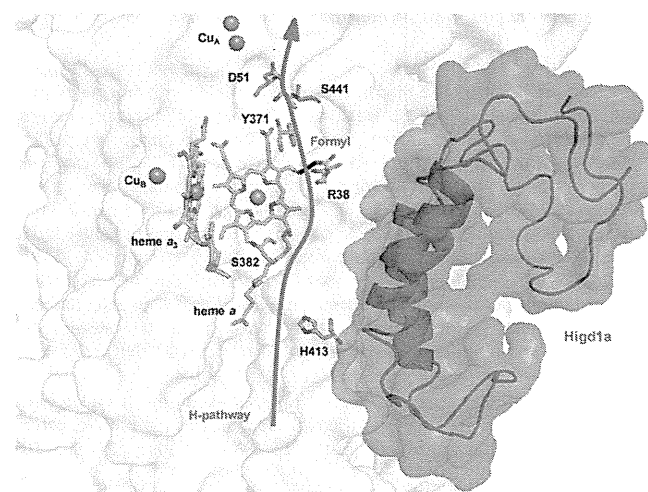 CuA
D51
S441
Y371
Formyl
CuB
R38
heme a3
S382
heme a
H413
Higd1a
H-pathway